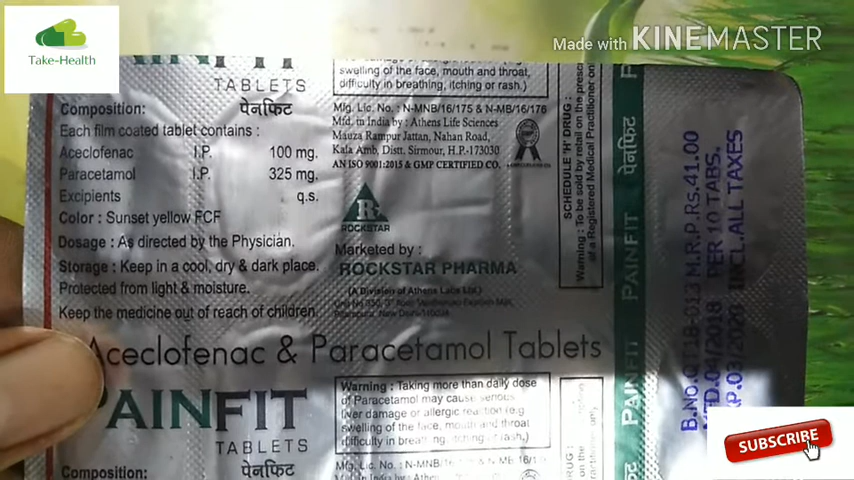 Take-Health
Made with KINEMASTER
PAINFIT
TABLETS
पेनफिट
Composition:
Each film coated tablet contains :
Aceclofenac I.P. 100 mg.
Paracetamol I.P. 325 mg.
Excipients q.s.
Color : Sunset yellow FCF
Dosage : As directed by the Physician.
Storage : Keep in a cool, dry & dark place.
Protected from light & moisture.
Keep the medicine out of reach of children.
swelling of the face, mouth and throat,
difficulty in breathing, itching or rash.)
Mfg. Lic. No. : N-MNB/16/175 & N-MB/16/176
Mfd. in India by : Athens Life Sciences
Mauza Rampur Jattan, Nahan Road,
Kala Amb, Distt. Sirmour, H.P.-173030
AN ISO 9001:2015 & GMP CERTIFIED CO.
R
ROCKSTAR
Marketed by :
ROCKSTAR PHARMA
(A Division of Athens Labs Ltd.)
SCHEDULE 'H' DRUG :
Warning : To be sold by retail on the
of a Registered Medical Practitioner only
पेनफिट
PAINFIT
PAINFIT
B.No. M.R.P.Rs.41.00
04/2018 PER 10 TABS.
03/2020 INCL.ALL TAXES
Aceclofenac & Paracetamol Tablets
PAINFIT
TABLETS
पेनफिट
Composition:
Warning : Taking more than daily dose
of Paracetamol may cause serious
liver damage or allergic reaction (e.g
swelling of the face, mouth and throat
difficulty in breathing, itching or rash,)
Mfg. Lic. No. : N-MNB/16
SUBSCRIBE